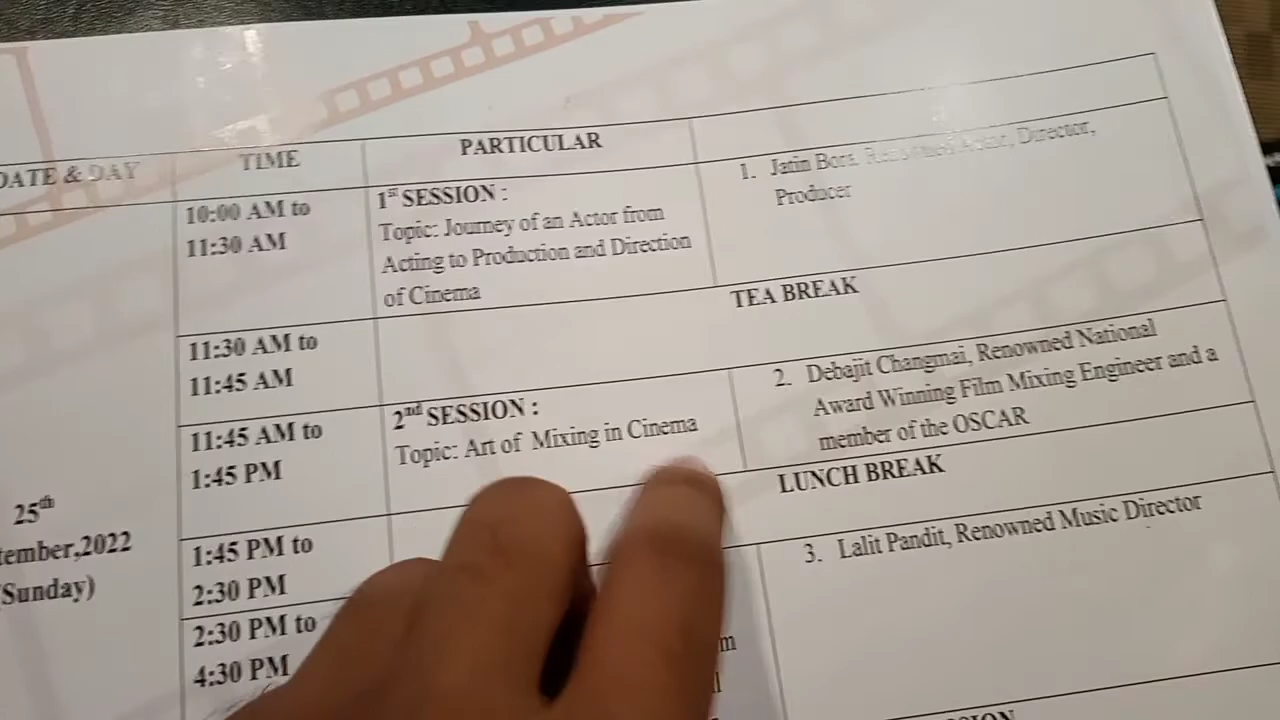 DATE & DAY
TIME
PARTICULAR
10:00 AM to
11:30 AM
1st SESSION :
Topic: Journey of an Actor from
Acting to Production and Direction
of Cinema
1. Jatin Bora, Renowned Actor, Director,
Producer
11:30 AM to
11:45 AM
TEA BREAK
11:45 AM to
1:45 PM
2nd SESSION :
Topic: Art of Mixing in Cinema
2. Debajit Changmai, Renowned National
Award Winning Film Mixing Engineer and a
member of the OSCAR
25th
tember,2022
(Sunday)
1:45 PM to
2:30 PM
LUNCH BREAK
2:30 PM to
4:30 PM
3. Lalit Pandit, Renowned Music Director